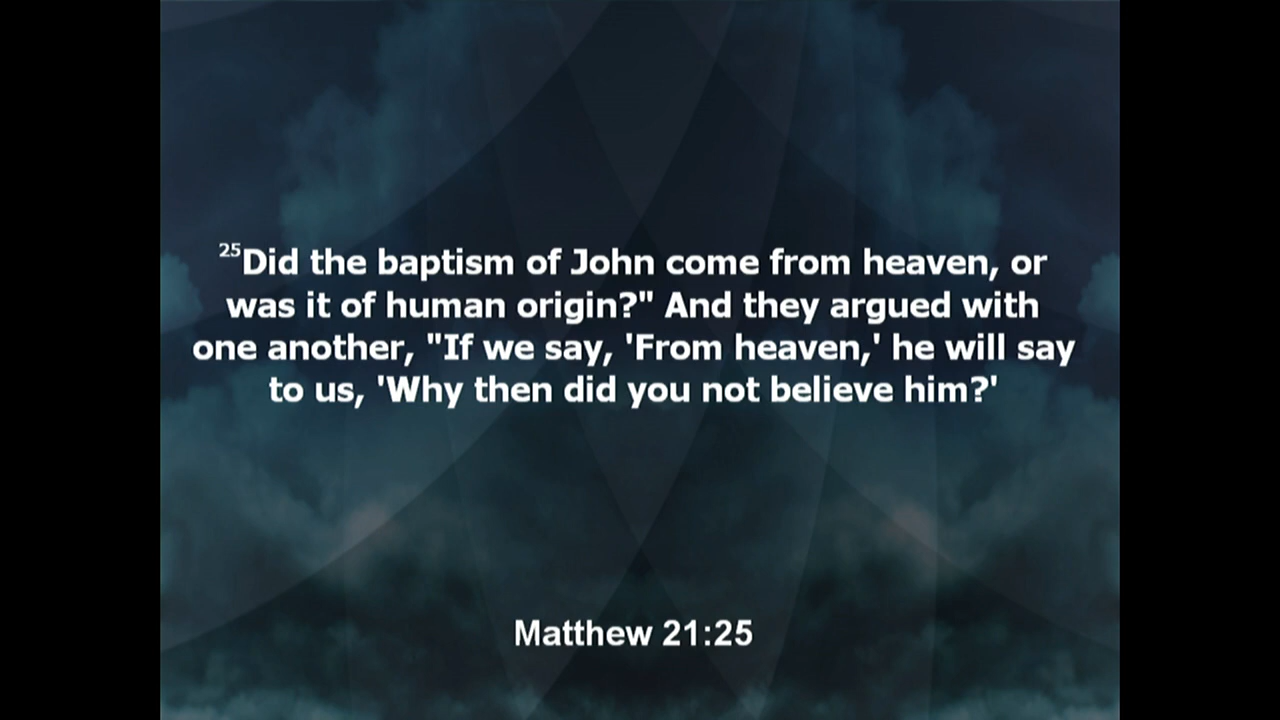 25Did the baptism of John come from heaven, or
was it of human origin?" And they argued with
one another, "If we say, 'From heaven,' he will say
to us, 'Why then did you not believe him?'
Matthew 21:25